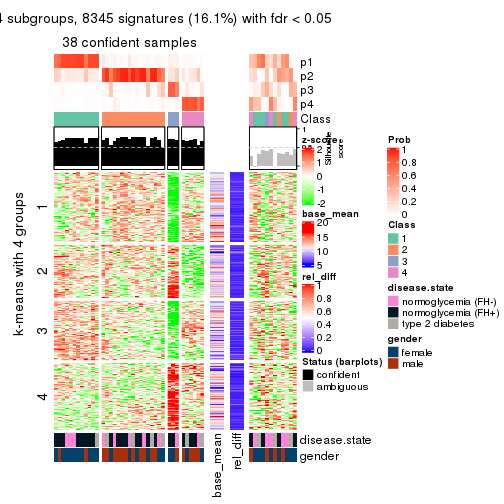 4 subgroups, 8345 signatures (16.1%) with fdr < 0.05
38 confident samples
p1
p2
p3
p4
Class
1
0.5
Silhouette
score
z-score
2
1
0
-1
-2
base_mean
20
15
10
5
rel_diff
1
0.8
0.6
0.4
0.2
0
Status (barplots)
confident
ambiguous
Prob
1
0.8
0.6
0.4
0.2
0
Class
1
2
3
4
disease.state
normoglycemia (FH-)
normoglycemia (FH+)
type 2 diabetes
gender
female
male
k-means with 4 groups
1
2
3
4
disease.state
gender
base_mean
rel_diff